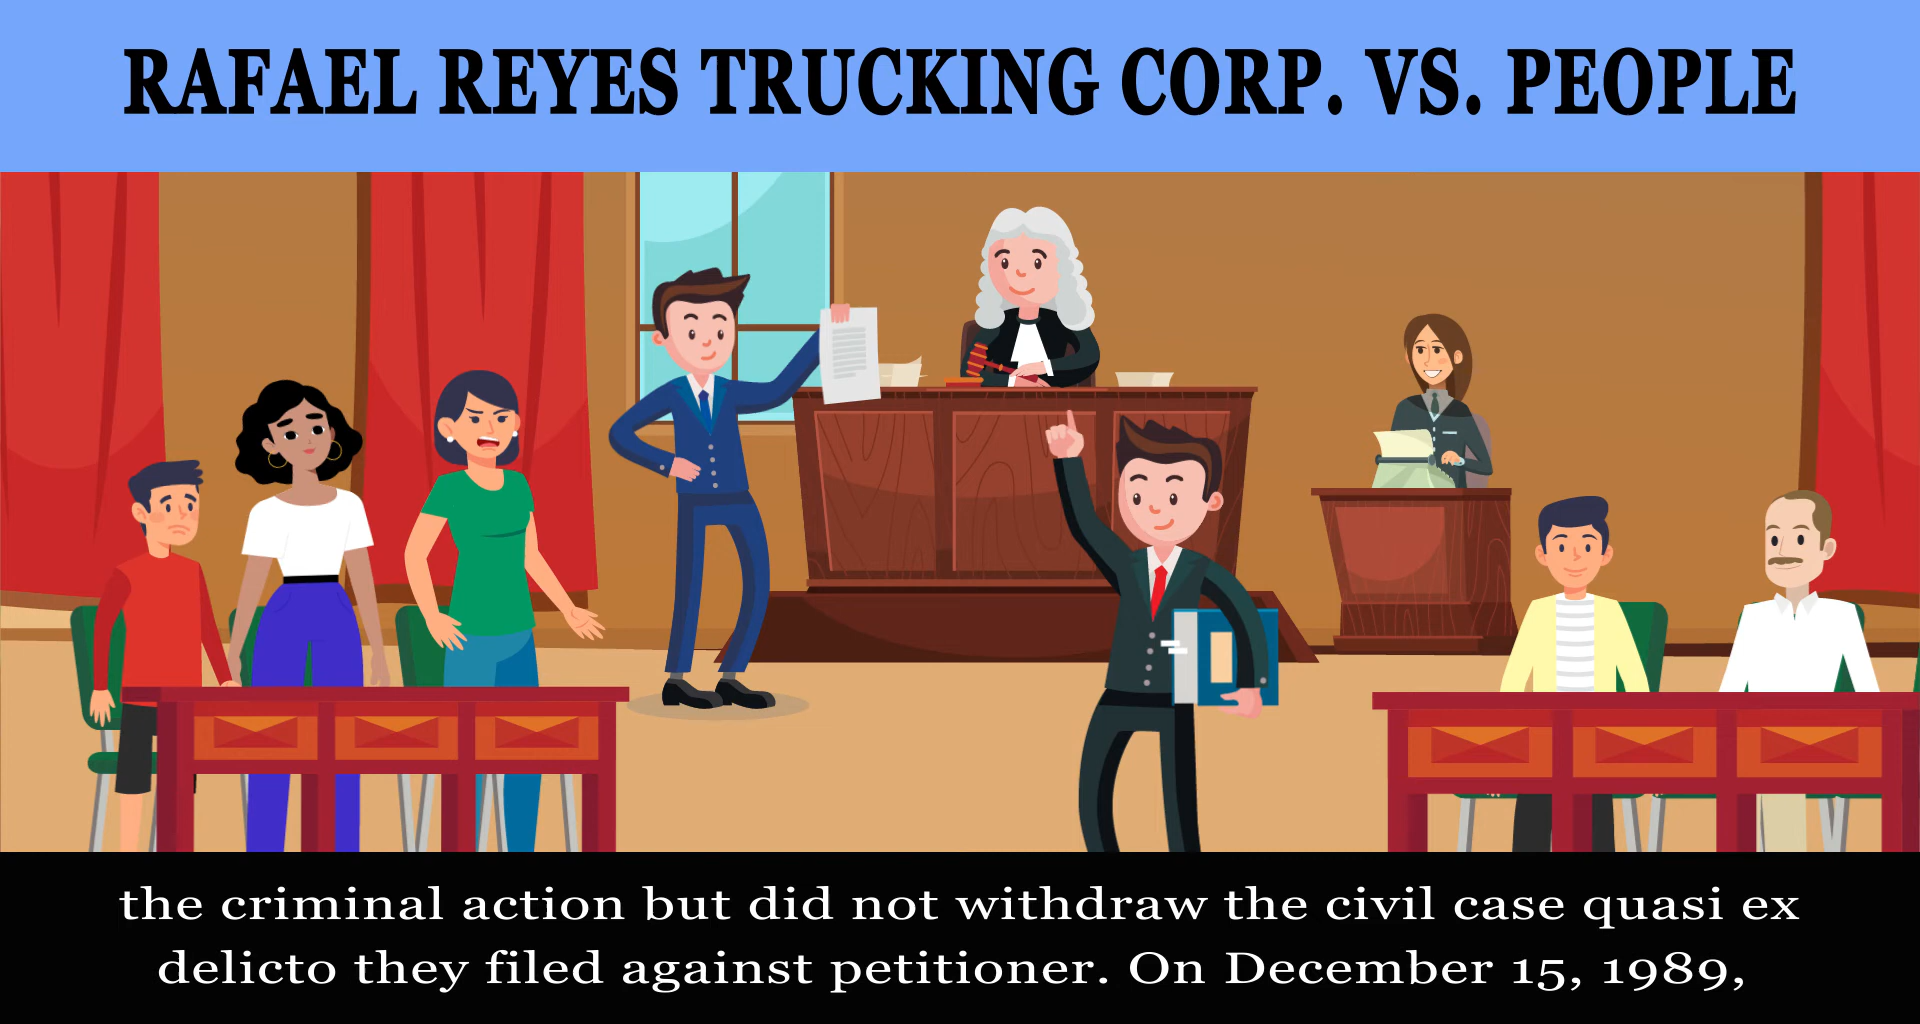 RAFAEL REYES TRUCKING CORP. VS. PEOPLE
the criminal action but did not withdraw the civil case quasi ex
delicto they filed against petitioner. On December 15, 1989,